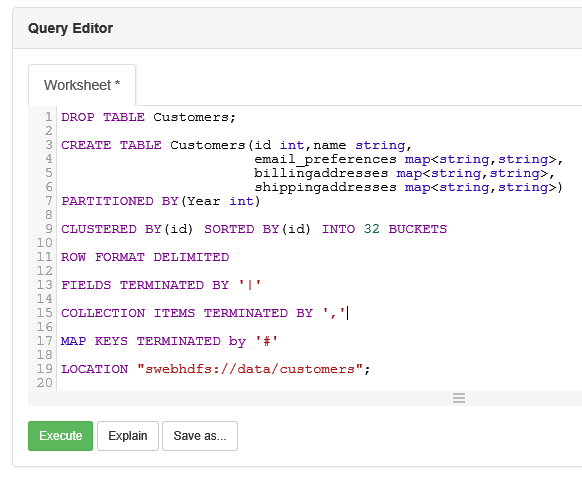 Query Editor
Worksheet *
1 DROP TABLE Customers;
2
3 CREATE TABLE Customers(id int,name string,
4 email_preferences map<string,string>,
5 billingaddresses map<string,string>,
6 shippingaddresses map<string,string>)
7 PARTITIONED BY(Year int)
8
9 CLUSTERED BY(id) SORTED BY(id) INTO 32 BUCKETS
10
11 ROW FORMAT DELIMITED
12
13 FIELDS TERMINATED BY '|'
14
15 COLLECTION ITEMS TERMINATED BY ','
16
17 MAP KEYS TERMINATED by '#'
18
19 LOCATION "swebhdfs://data/customers";
20
Execute Explain Save as...